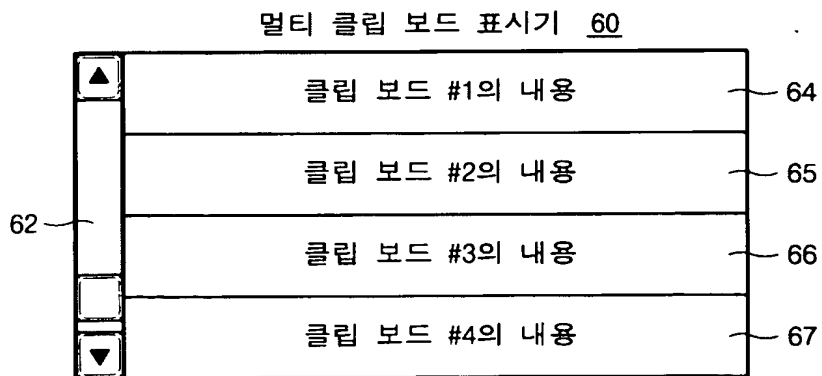 멀티 클립 보드 표시기 60
클립 보드 #1의 내용 64
클립 보드 #2의 내용 65
62
클립 보드 #3의 내용 66
클립 보드 #4의 내용 67